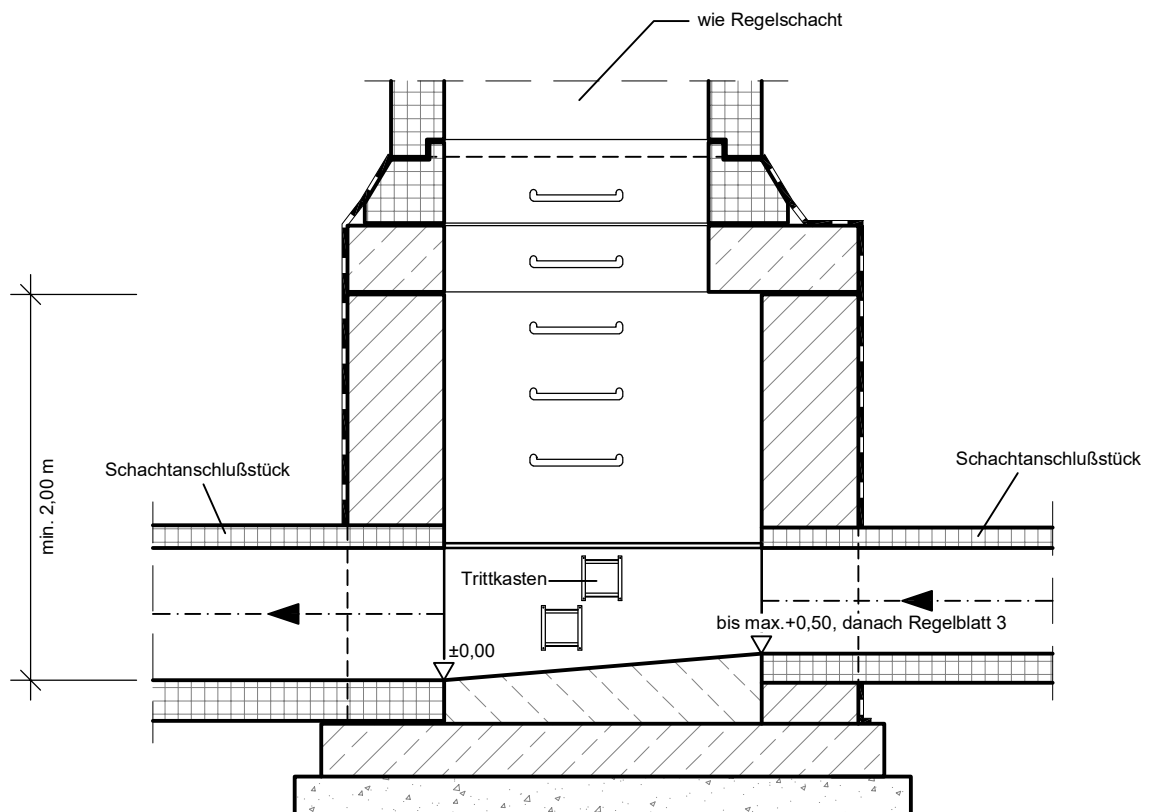 wie Regelschacht
Schachtanschlußstück
Schachtanschlußstück
min. 2,00 m
Trittkasten
bis max.+0,50, danach Regelblatt 3
±0,00